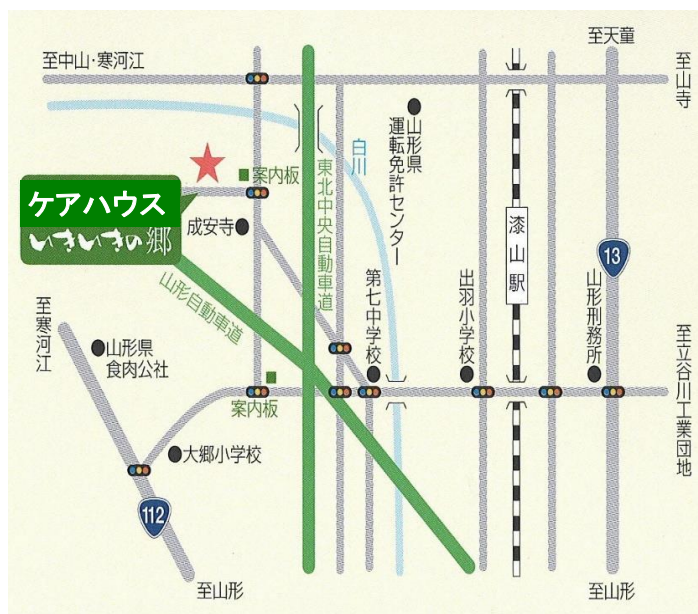 至天童
至中山・寒河江
至山寺
山形県
運転免許センター
白川
案内板
東北中央自動車道
ケアハウス
いきいきの郷
成安寺
漆山駅
13
山形自動車道
第七中学校
出羽小学校
山形刑務所
至寒河江
山形県
食肉公社
至立谷川工業団地
案内板
大郷小学校
112
至山形
至山形